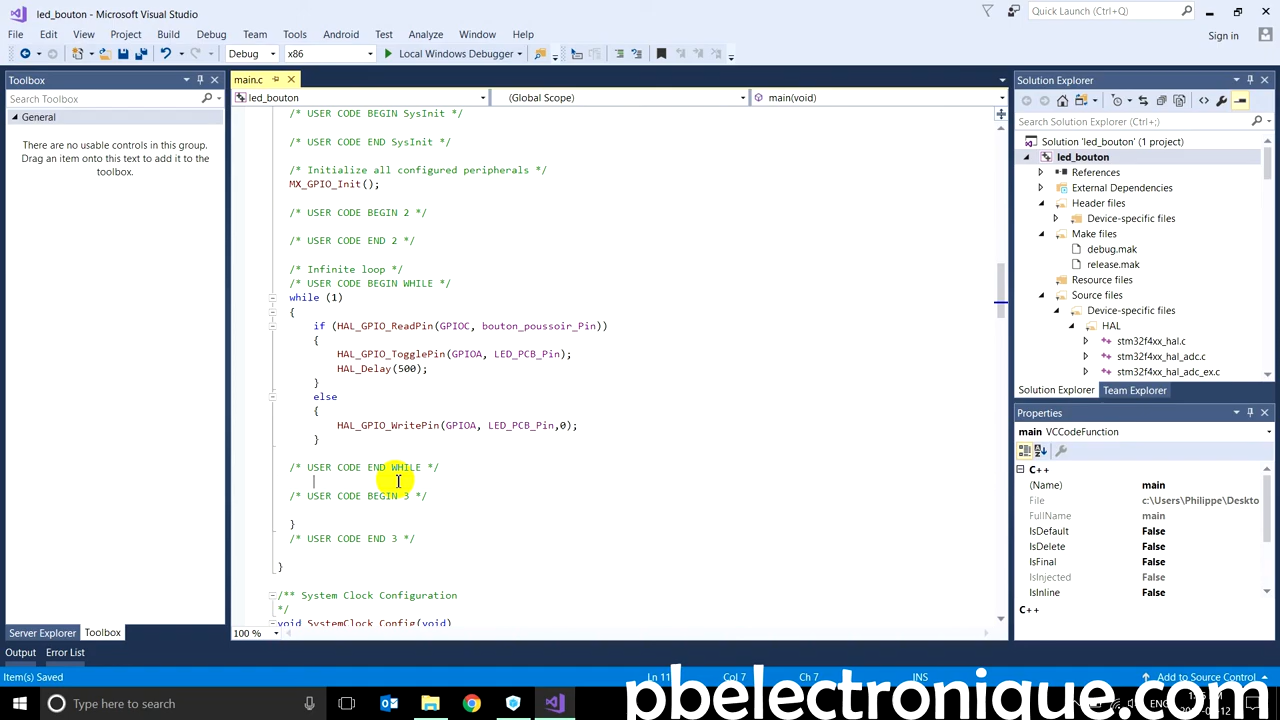 led_bouton - Microsoft Visual Studio
Quick Launch (Ctrl+Q)
File Edit View Project Build Debug Team Tools Android Test Analyze Window Help
Sign in
Debug x86 Local Windows Debugger
Toolbox
Search Toolbox
General
There are no usable controls in this group.
Drag an item onto this text to add it to the
toolbox.
Server Explorer Toolbox
main.c
led_bouton (Global Scope) main(void)
/* USER CODE BEGIN SysInit */
/* USER CODE END SysInit */
/* Initialize all configured peripherals */
MX_GPIO_Init();
/* USER CODE BEGIN 2 */
/* USER CODE END 2 */
/* Infinite loop */
/* USER CODE BEGIN WHILE */
while (1)
{
if (HAL_GPIO_ReadPin(GPIOC, bouton_poussoir_Pin))
{
HAL_GPIO_TogglePin(GPIOA, LED_PCB_Pin);
HAL_Delay(500);
}
else
{
HAL_GPIO_WritePin(GPIOA, LED_PCB_Pin,0);
}
/* USER CODE END WHILE */
/* USER CODE BEGIN 3 */
}
/* USER CODE END 3 */
}
/** System Clock Configuration
*/
void SystemClock_Config(void)
100 %
Solution Explorer
Search Solution Explorer (Ctrl+;)
Solution 'led_bouton' (1 project)
led_bouton
References
External Dependencies
Header files
Device-specific files
Make files
debug.mak
release.mak
Resource files
Source files
Device-specific files
HAL
stm32f4xx_hal.c
stm32f4xx_hal_adc.c
stm32f4xx_hal_adc_ex.c
Solution Explorer Team Explorer
Properties
main VCCodeFunction
C++
(Name) main
File c:\Users\Philippe\Deskto
FullName main
IsDefault False
IsDelete False
IsFinal False
IsInjected False
IsInline False
C++
Output Error List
Item(s) Saved Col 7 Ch 7 INS Add to Source Control
Type here to search
pbelectronique.com